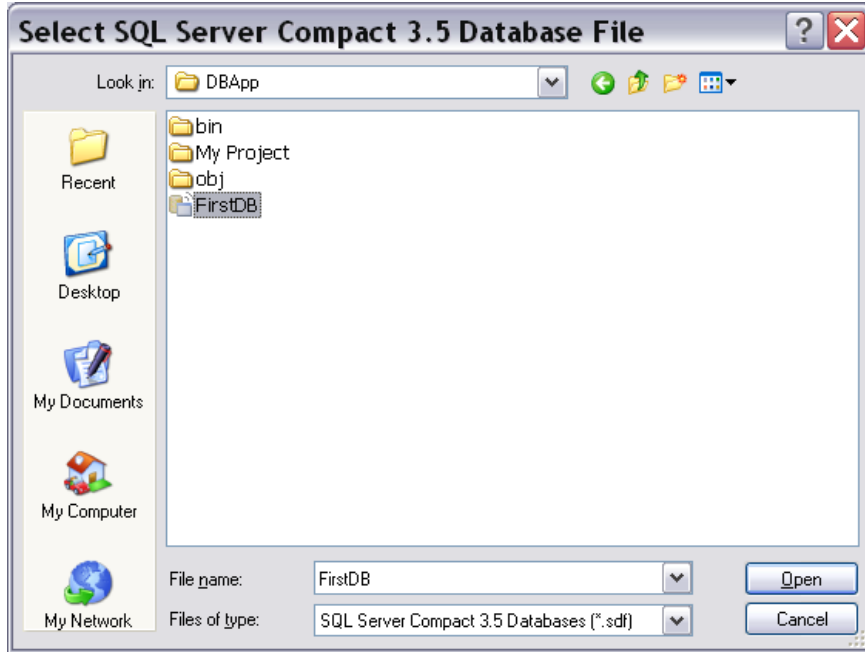 Select SQL Server Compact 3.5 Database File
Look in: DBApp
bin
My Project
obj
FirstDB
Recent
Desktop
My Documents
My Computer
My Network
File name: FirstDB
Open
Files of type: SQL Server Compact 3.5 Databases (*.sdf)
Cancel